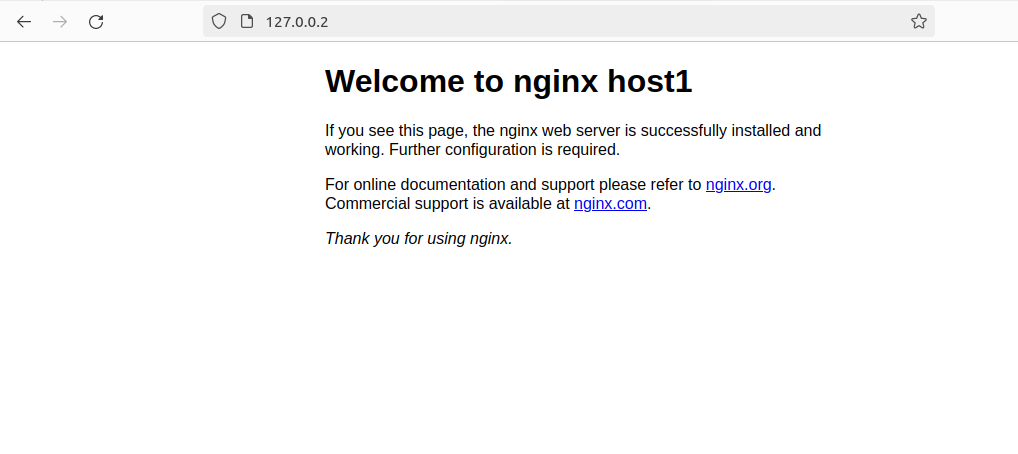 127.0.0.2
Welcome to nginx host1
If you see this page, the nginx web server is successfully installed and
working. Further configuration is required.
For online documentation and support please refer to nginx.org.
Commercial support is available at nginx.com.
Thank you for using nginx.